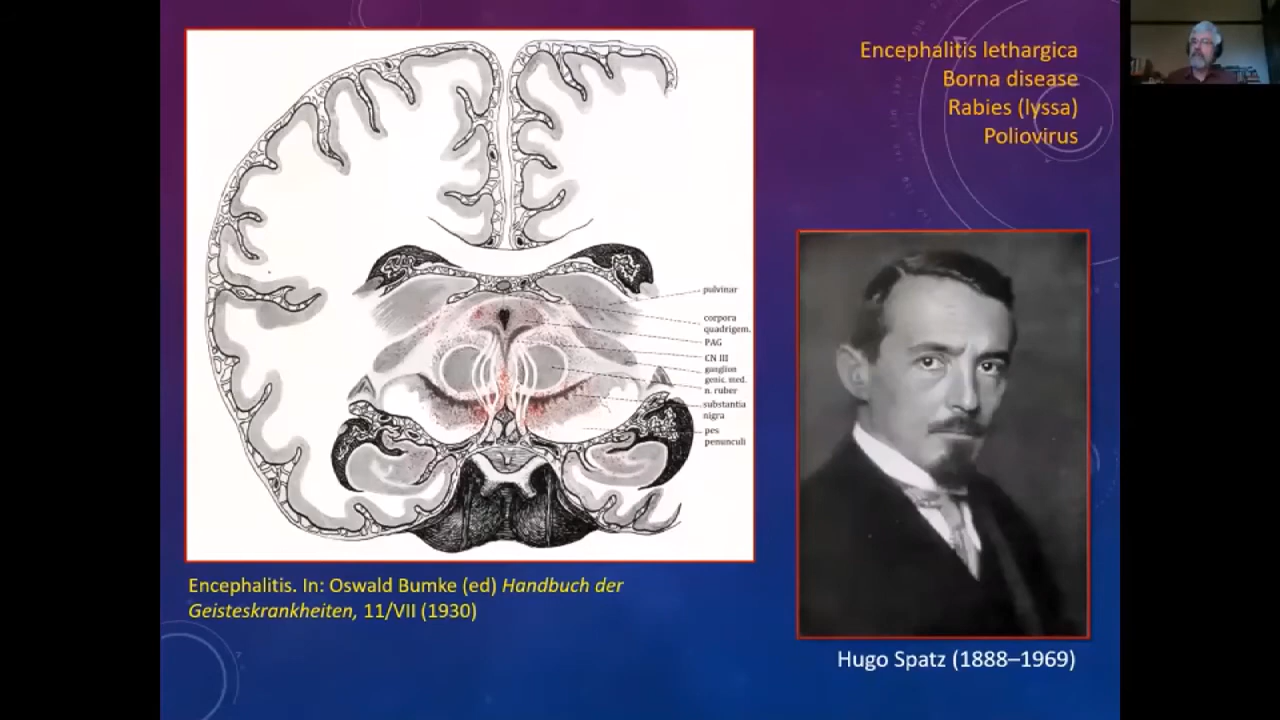 Encephalitis lethargica
Borna disease
Rabies (lyssa)
Poliovirus
pulvinar
corpora
quadrigem.
PAG
CN III
ganglion
genic. med.
n. ruber
substantia
nigra
pes
penunculi
Encephalitis. In: Oswald Bumke (ed) Handbuch der
Geisteskrankheiten, 11/VII (1930)
Hugo Spatz (1888–1969)